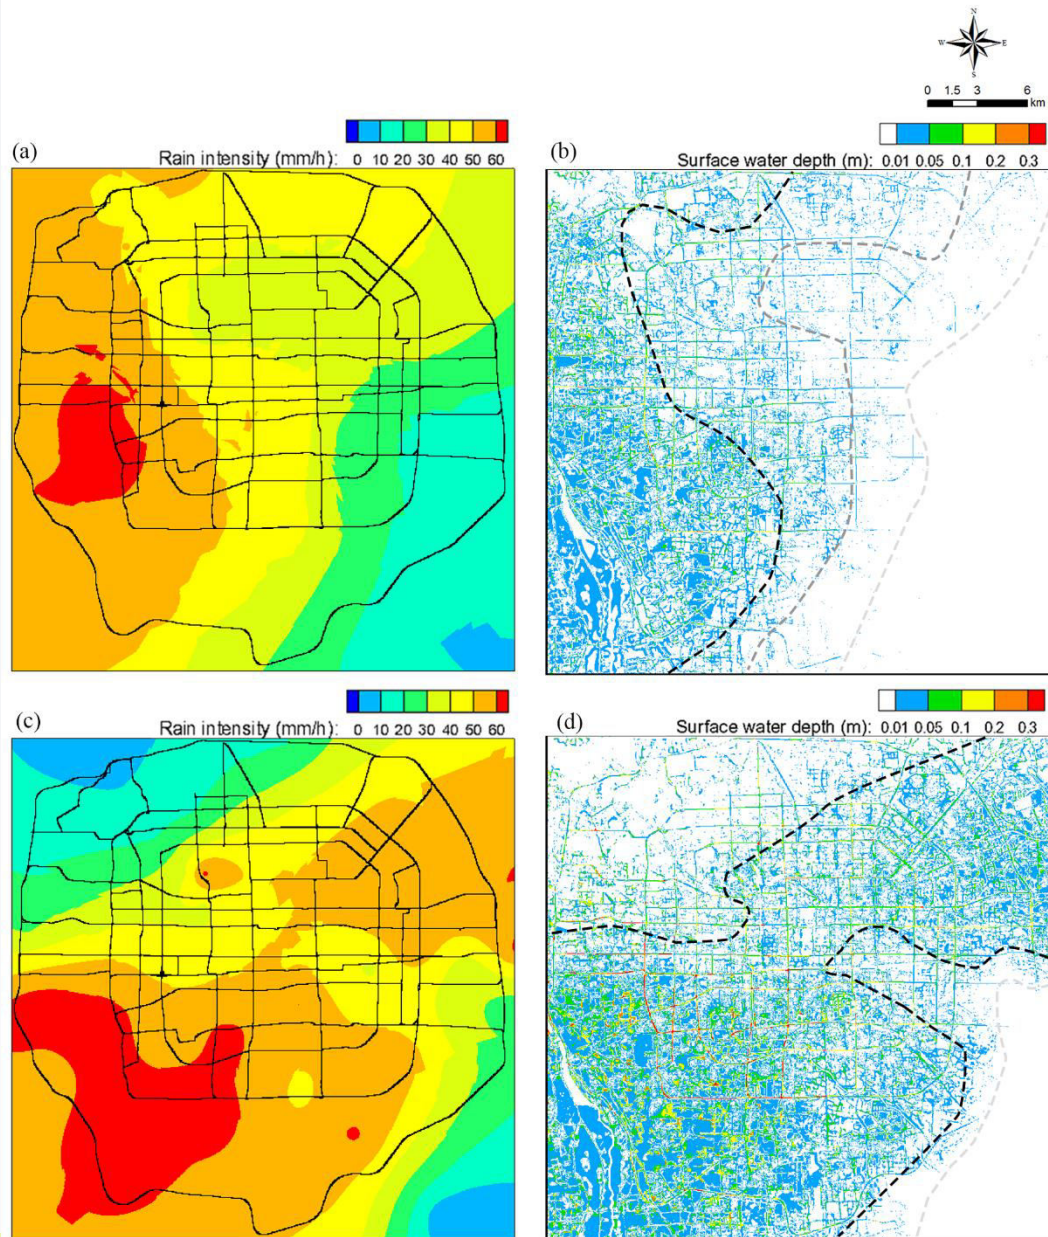 N
W E
S
0 1.5 3 6
km
(a)
Rain intensity (mm/h): 0 10 20 30 40 50 60
(b)
Surface water depth (m): 0.01 0.05 0.1 0.2 0.3
(c)
Rain intensity (mm/h): 0 10 20 30 40 50 60
(d)
Surface water depth (m): 0.01 0.05 0.1 0.2 0.3